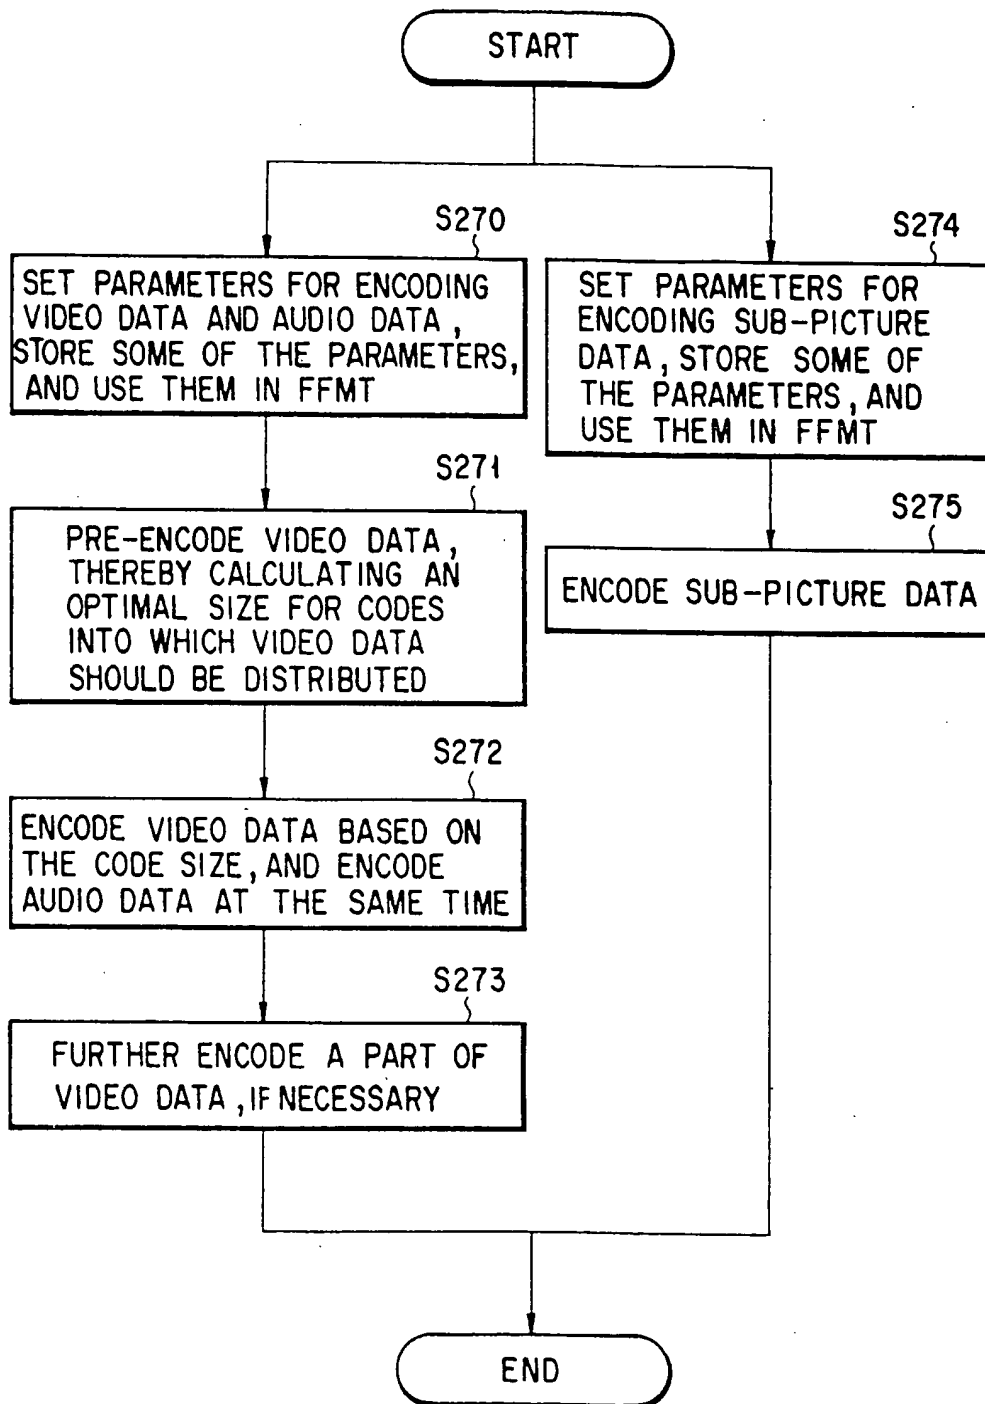 START
S270
SET PARAMETERS FOR ENCODING
VIDEO DATA AND AUDIO DATA,
STORE SOME OF THE PARAMETERS,
AND USE THEM IN FFMT
S271
PRE-ENCODE VIDEO DATA,
THEREBY CALCULATING AN
OPTIMAL SIZE FOR CODES
INTO WHICH VIDEO DATA
SHOULD BE DISTRIBUTED
S272
ENCODE VIDEO DATA BASED ON
THE CODE SIZE, AND ENCODE
AUDIO DATA AT THE SAME TIME
S273
FURTHER ENCODE A PART OF
VIDEO DATA, IF NECESSARY
S274
SET PARAMETERS FOR
ENCODING SUB-PICTURE
DATA, STORE SOME OF
THE PARAMETERS, AND
USE THEM IN FFMT
S275
ENCODE SUB-PICTURE DATA
END